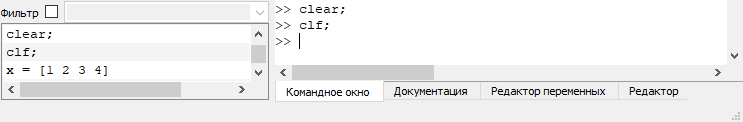 Фильтр
clear;
clf;
x = [1 2 3 4]
>> clear;
>> clf;
>>
Командное окно Документация Редактор переменных Редактор